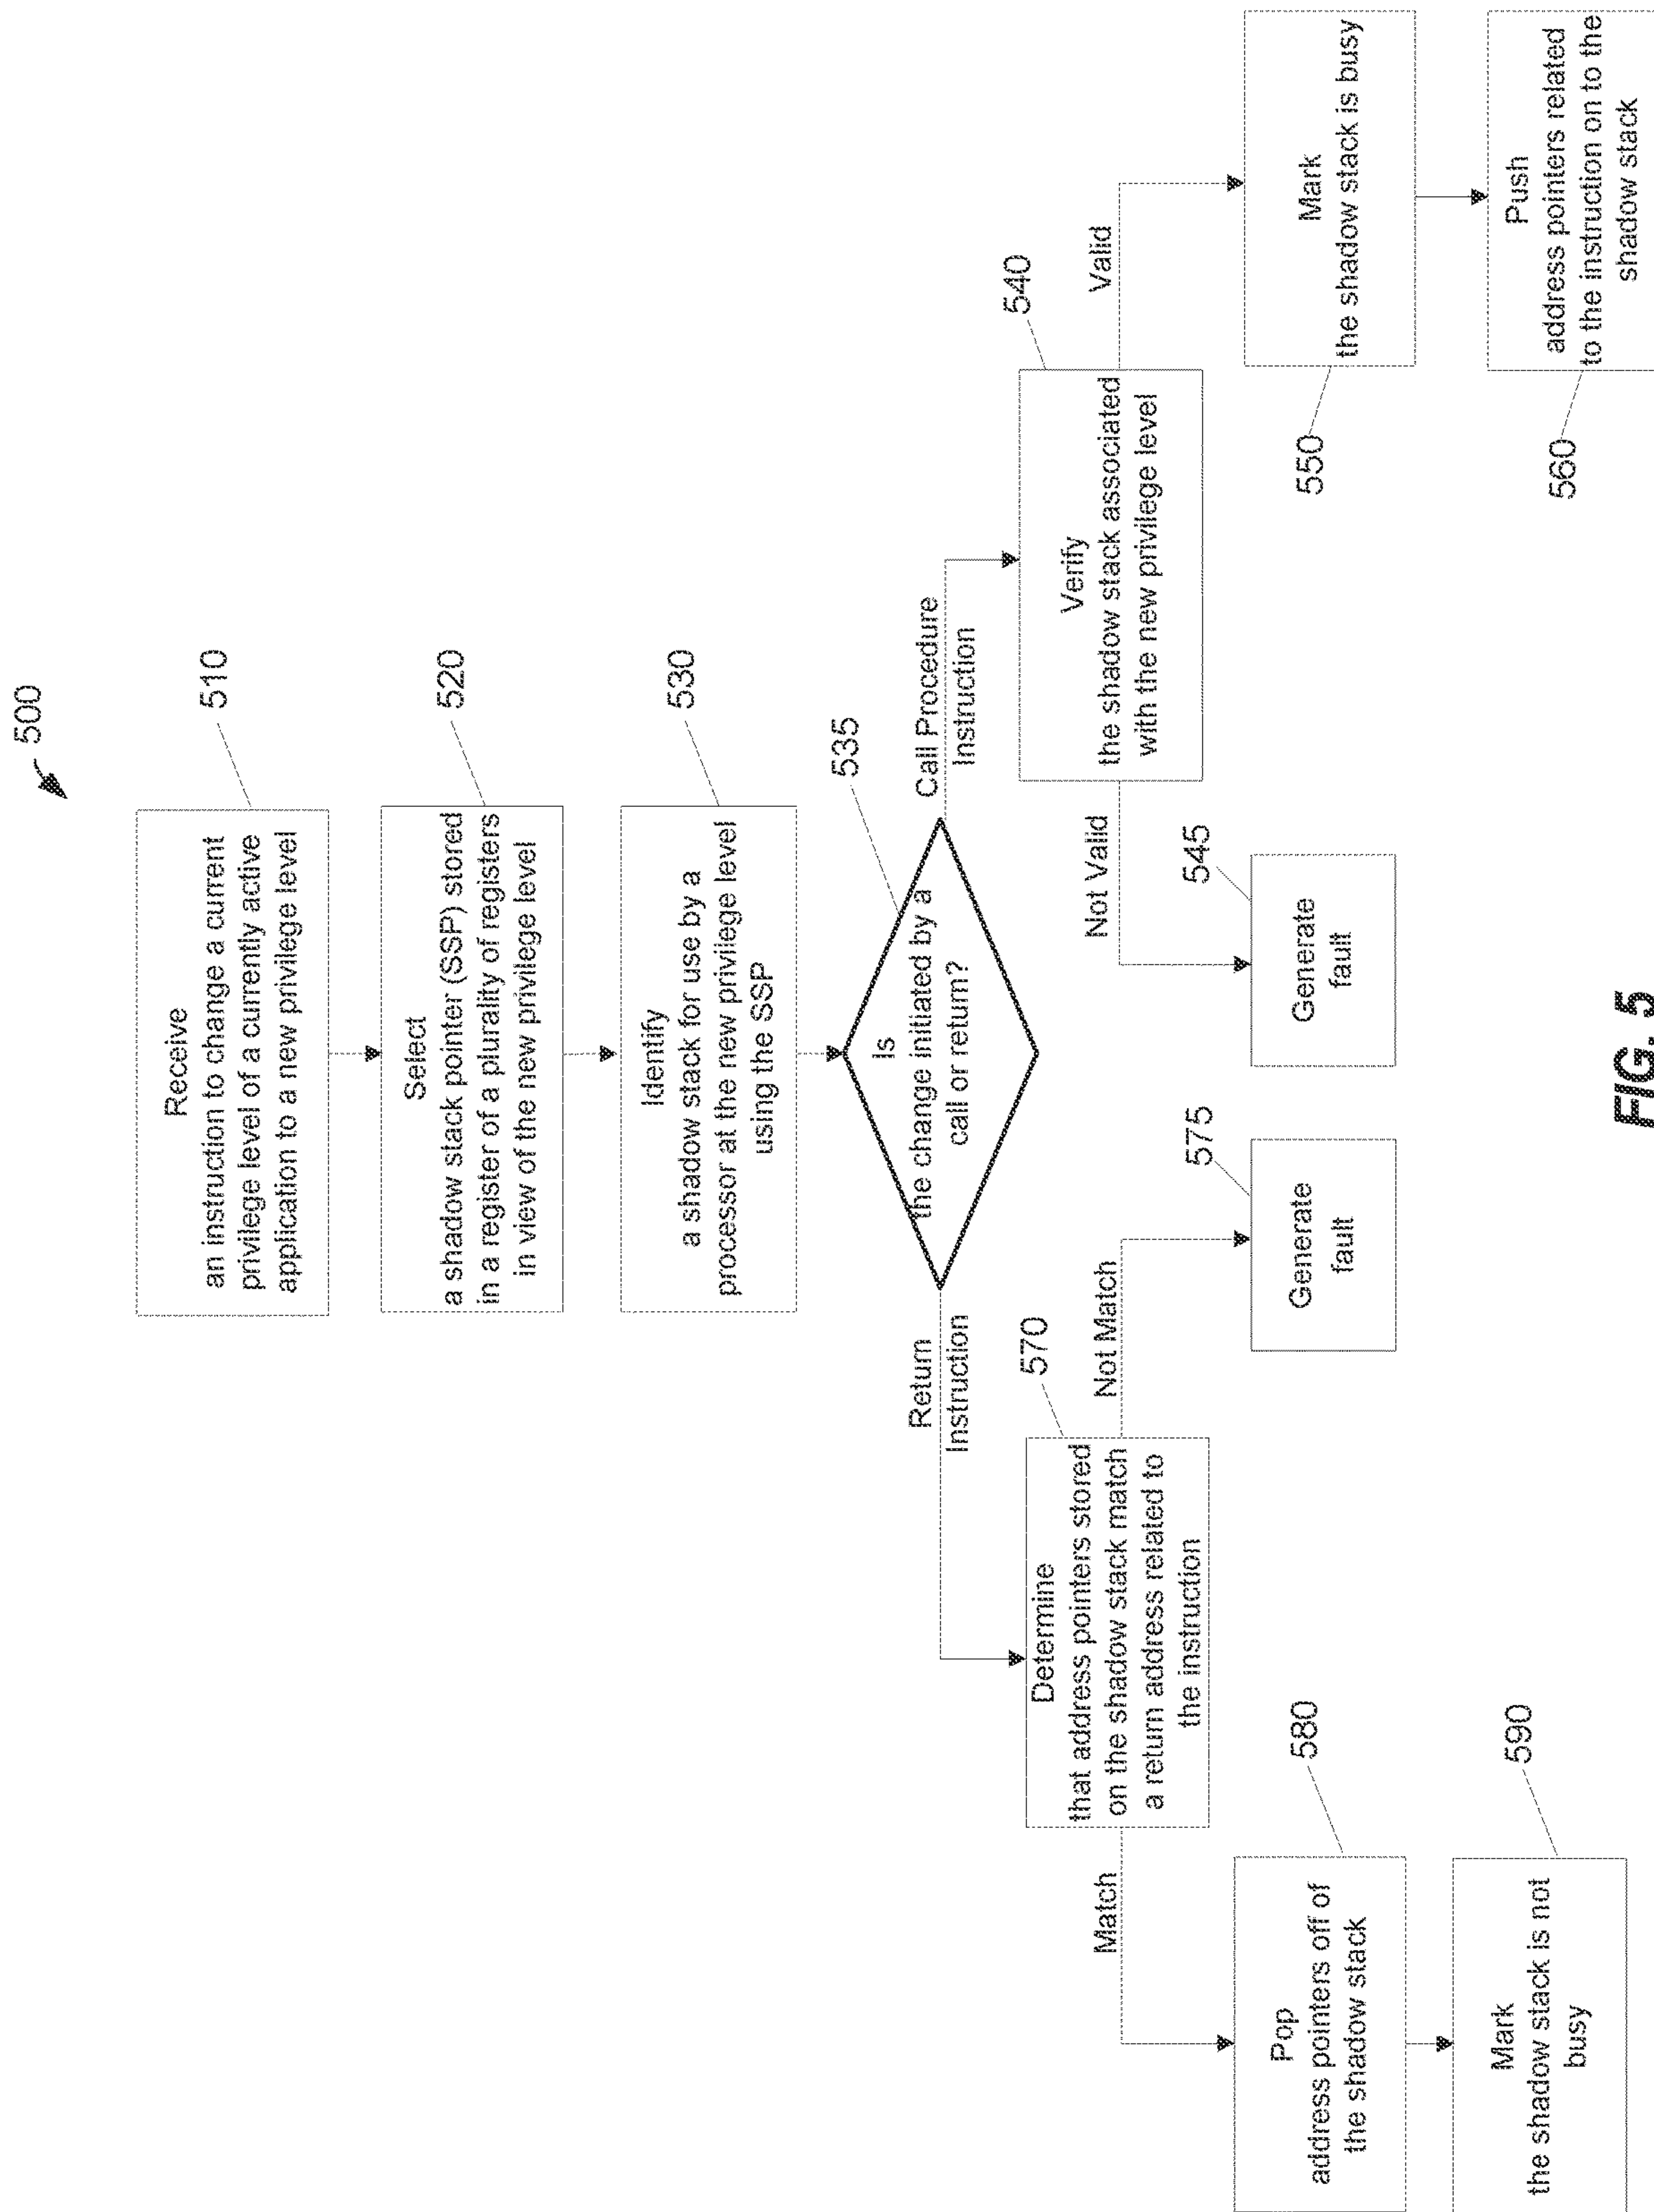 500
510
Receive
an instruction to change a current
privilege level of a currently active
application to a new privilege level
520
Select
a shadow stack pointer (SSP) stored
in a register of a plurality of registers
in view of the new privilege level
530
Identify
a shadow stack for use by a
processor at the new privilege level
using the SSP
535
Is
the change initiated by a
call or return?
Return
Instruction
Call Procedure
Instruction
570
Determine
that address pointers stored
on the shadow stack match
a return address related to
the instruction
540
Verify
the shadow stack associated
with the new privilege level
Match
Not Match
Not Valid
Valid
580
Pop
address pointers off of
the shadow stack
575
Generate
fault
545
Generate
fault
550
Mark
the shadow stack is busy
590
Mark
the shadow stack is not
busy
560
Push
address pointers related
to the instruction on to the
shadow stack
FIG. 5